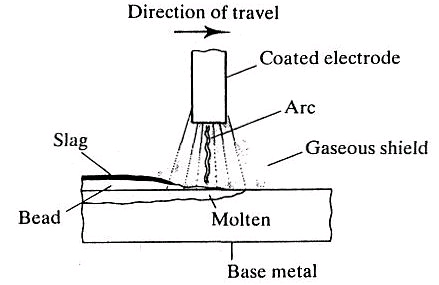 Direction of travel
Coated electrode
Arc
Slag
Gaseous shield
Bead
Molten
Base metal